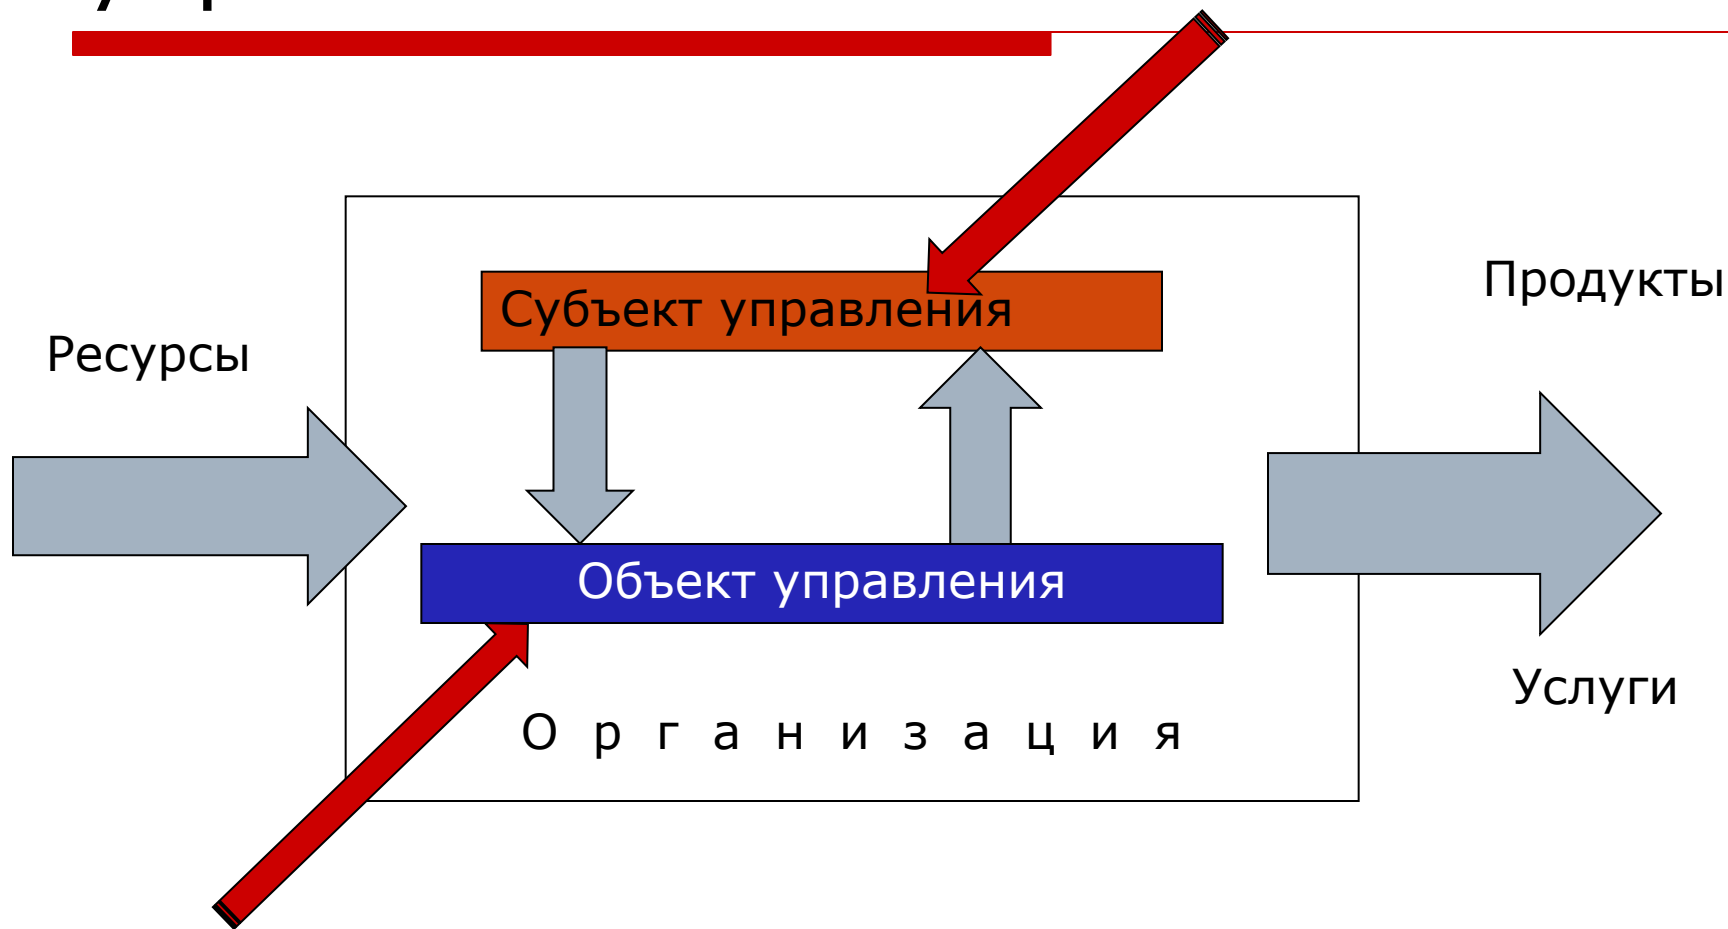 Продукты
Субъект управления
Ресурсы
Объект управления
Услуги
О р г а н и з а ц и я